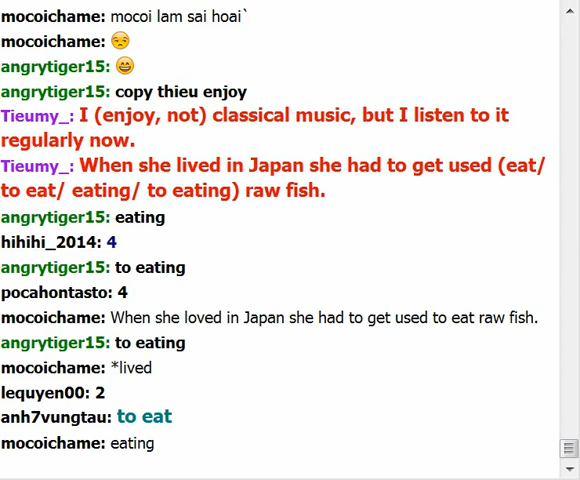 mocoichame: mocoi lam sai hoai`
mocoichame:
angrytiger15:
angrytiger15: copy thieu enjoy
Tieumy_: I (enjoy, not) classical music, but I listen to it
regularly now.
Tieumy_: When she lived in Japan she had to get used (eat/
to eat/ eating/ to eating) raw fish.
angrytiger15: eating
hihihi_2014: 4
angrytiger15: to eating
pocahontasto: 4
mocoichame: When she loved in Japan she had to get used to eat raw fish.
angrytiger15: to eating
mocoichame: *lived
lequyen00: 2
anh7vungtau: to eat
mocoichame: eating